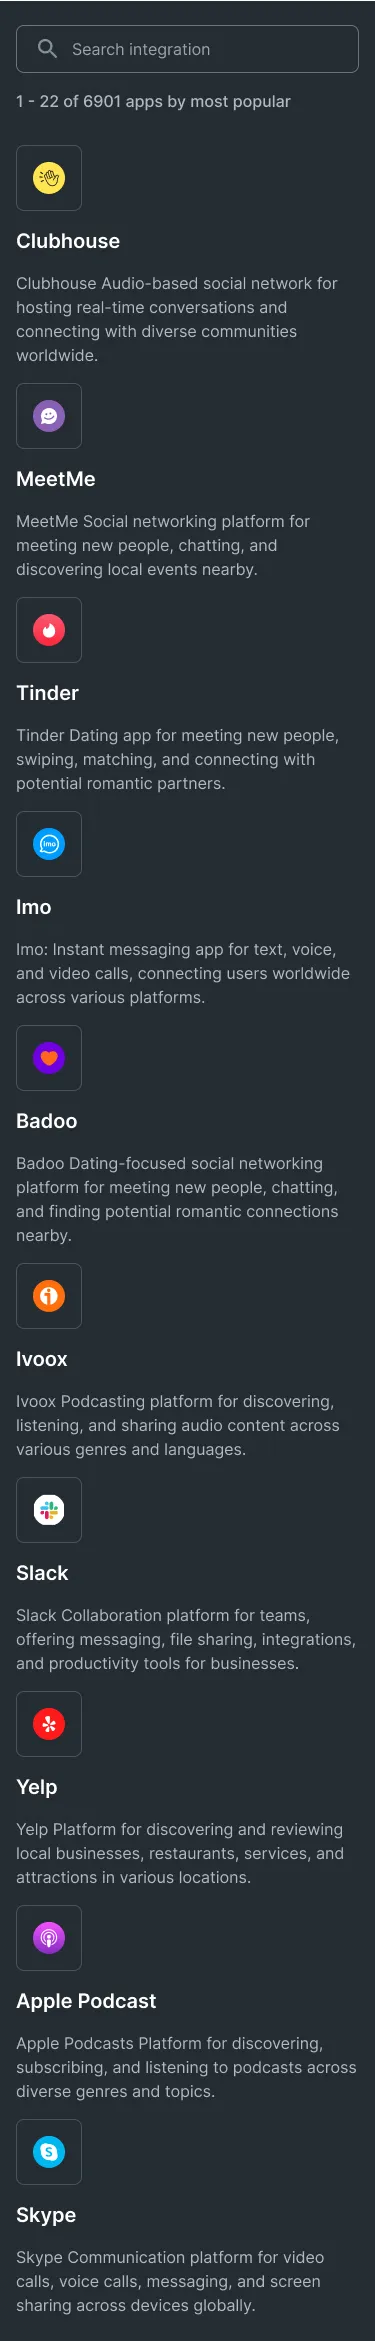 Search integration
1 - 22 of 6901 apps by most popular
Clubhouse
Clubhouse Audio-based social network for
hosting real-time conversations and
connecting with diverse communities
worldwide.
MeetMe
MeetMe Social networking platform for
meeting new people, chatting, and
discovering local events nearby.
Tinder
Tinder Dating app for meeting new people,
swiping, matching, and connecting with
potential romantic partners.
imo
Imo
Imo: Instant messaging app for text, voice,
and video calls, connecting users worldwide
across various platforms.
Badoo
Badoo Dating-focused social networking
platform for meeting new people, chatting,
and finding potential romantic connections
nearby.
Ivoox
Ivoox Podcasting platform for discovering,
listening, and sharing audio content across
various genres and languages.
Slack
Slack Collaboration platform for teams,
offering messaging, file sharing, integrations,
and productivity tools for businesses.
Yelp
Yelp Platform for discovering and reviewing
local businesses, restaurants, services, and
attractions in various locations.
Apple Podcast
Apple Podcasts Platform for discovering,
subscribing, and listening to podcasts across
diverse genres and topics.
S
Skype
Skype Communication platform for video
calls, voice calls, messaging, and screen
sharing across devices globally.